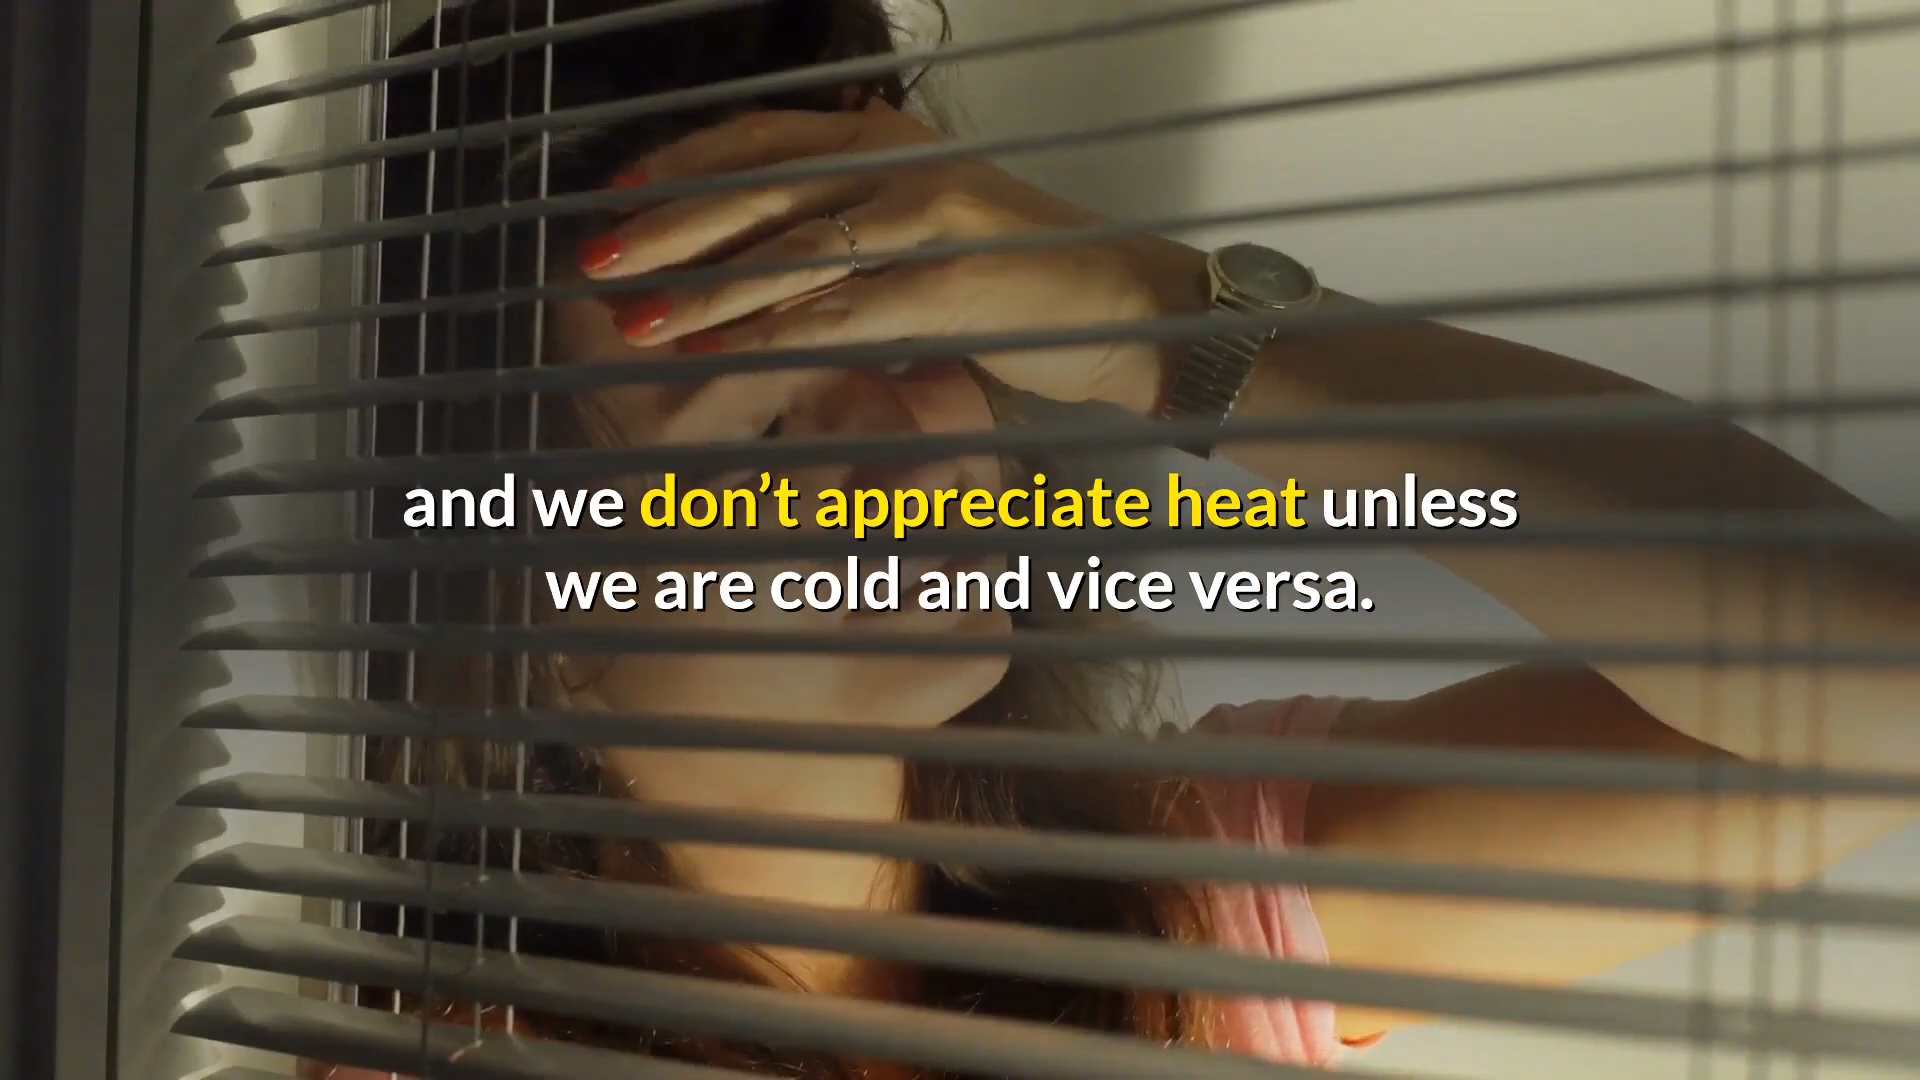 and we don’t appreciate heat unless
we are cold and vice versa.